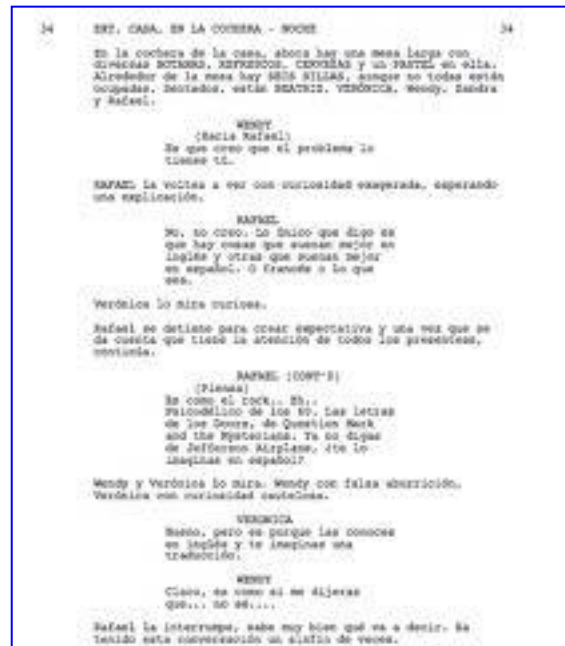 34 EXT. CASA, EN LA COCHERA - NOCHE 34
En la cochera de la casa, ahora hay una mesa larga con
diversas BOTANAS, REFRESCOS, CERVEZAS y un PASTEL en ella.
Alrededor de la mesa hay SEIS SILLAS, aunque no todas están
ocupadas. Sentados, están BEATRIZ, VERÓNICA, Wendy, Sandra
y Rafael.
WENDY
(Hacia Rafael)
Es que creo que el problema lo
tienes tú.
RAFAEL la voltea a ver con curiosidad exagerada, esperando
una explicación.
RAFAEL
No, no creo. Lo único que digo es
que hay cosas que suenan mejor en
inglés y otras que suenan mejor
en español. O francés o lo que
sea.
Verónica lo mira curiosa.
Rafael se detiene para crear expectativa y una vez que se
da cuenta que tiene la atención de todos los presentes,
continúa.
RAFAEL (CONT'D)
(Piensa)
Es como el rock... Eh..
Psicodélico de los 60. Las letras
de los Doors, de Question Mark
and the Mysterians. Ya no digas
de Jefferson Airplane, ¿te lo
imaginas en español?
Wendy y Verónica lo mira. Wendy con falsa aburrición.
Verónica con curiosidad cautelosa.
VERONICA
Bueno, pero es porque las conoces
en inglés y te imaginas una
traducción.
WENDY
Claro, es como si me dijeras
que... no sé....
Rafael la interrumpe, sabe muy bien qué va a decir. Ha
tenido esta conversación un sinfín de veces.